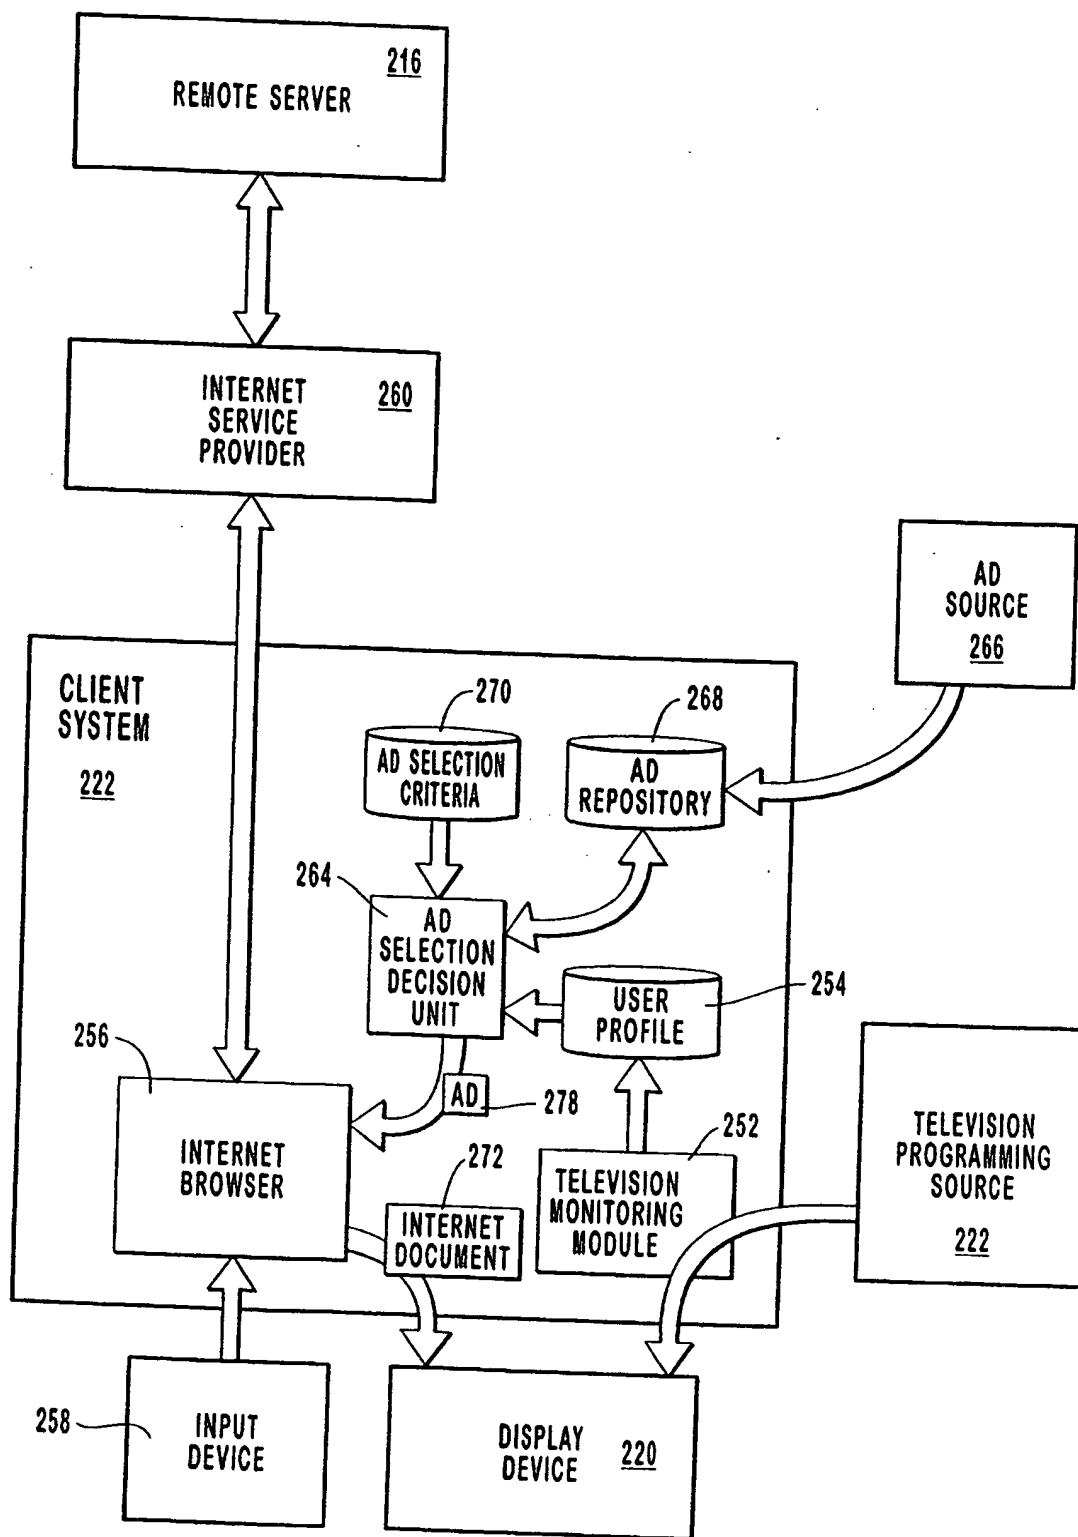 216
REMOTE SERVER
INTERNET
SERVICE
PROVIDER
260
AD
SOURCE
266
CLIENT
SYSTEM
222
270
AD SELECTION
CRITERIA
268
AD
REPOSITORY
264
AD
SELECTION
DECISION
UNIT
USER
PROFILE
254
256
AD
278
INTERNET
BROWSER
272
INTERNET
DOCUMENT
252
TELEVISION
MONITORING
MODULE
TELEVISION
PROGRAMMING
SOURCE
222
258
INPUT
DEVICE
DISPLAY
DEVICE
220